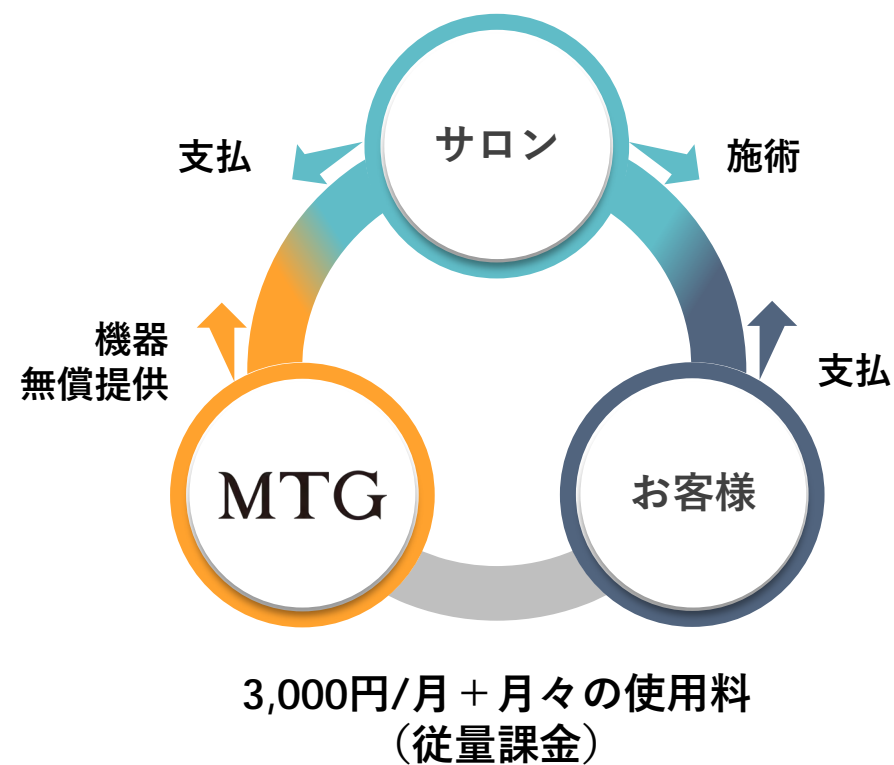 サロン
支払
施術
機器
無償提供
支払
MTG
お客様
3,000円/月＋月々の使用料
（従量課金）